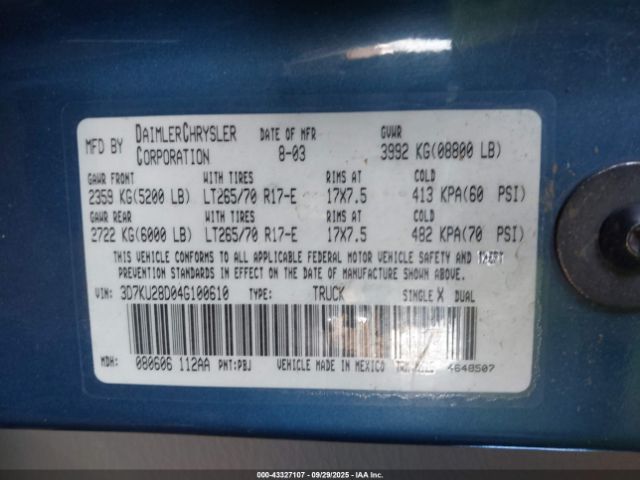 MFD BY DAIMLERCHRYSLER CORPORATION DATE OF MFR 8-03 GVWR 3992 KG(08800 LB)
GAWR FRONT WITH TIRES RIMS AT COLD
2359 KG(5200 LB) LT265/70 R17-E 17X7.5 413 KPA(60 PSI)
GAWR REAR WITH TIRES RIMS AT COLD
2722 KG(6000 LB) LT265/70 R17-E 17X7.5 482 KPA(70 PSI)
THIS VEHICLE CONFORMS TO ALL APPLICABLE FEDERAL MOTOR VEHICLE SAFETY AND THEFT
PREVENTION STANDARDS IN EFFECT ON THE DATE OF MANUFACTURE SHOWN ABOVE.
VIN: 3D7KU28D04G100610 TYPE: TRUCK SINGLE X DUAL
MDH: 080606 112AA PNT:PBJ VEHICLE MADE IN MEXICO 4648507
000-43327107 - 09/29/2025 - IAAI Inc.